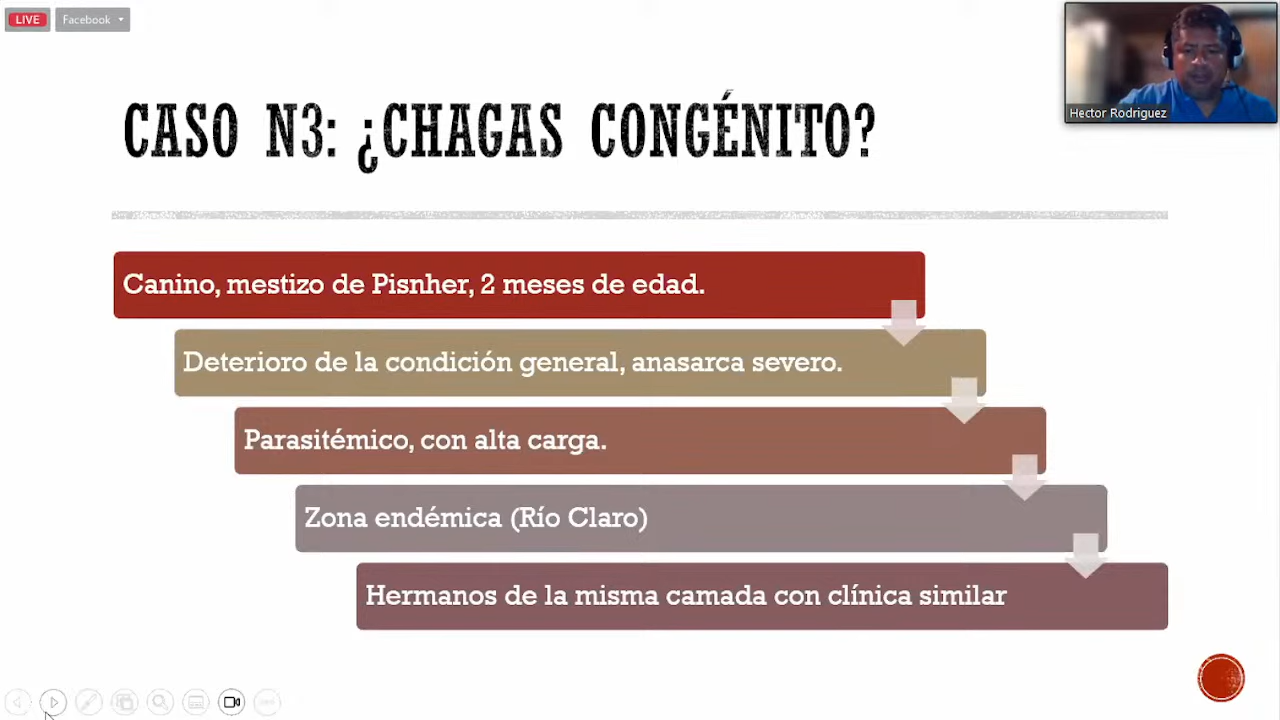 LIVE
Facebook
Hector Rodriguez
CASO N3: ¿CHAGAS CONGÉNITO?
Canino, mestizo de Pisnher, 2 meses de edad.
Deterioro de la condición general, anasarca severo.
Parasitémico, con alta carga.
Zona endémica (Río Claro)
Hermanos de la misma camada con clínica similar